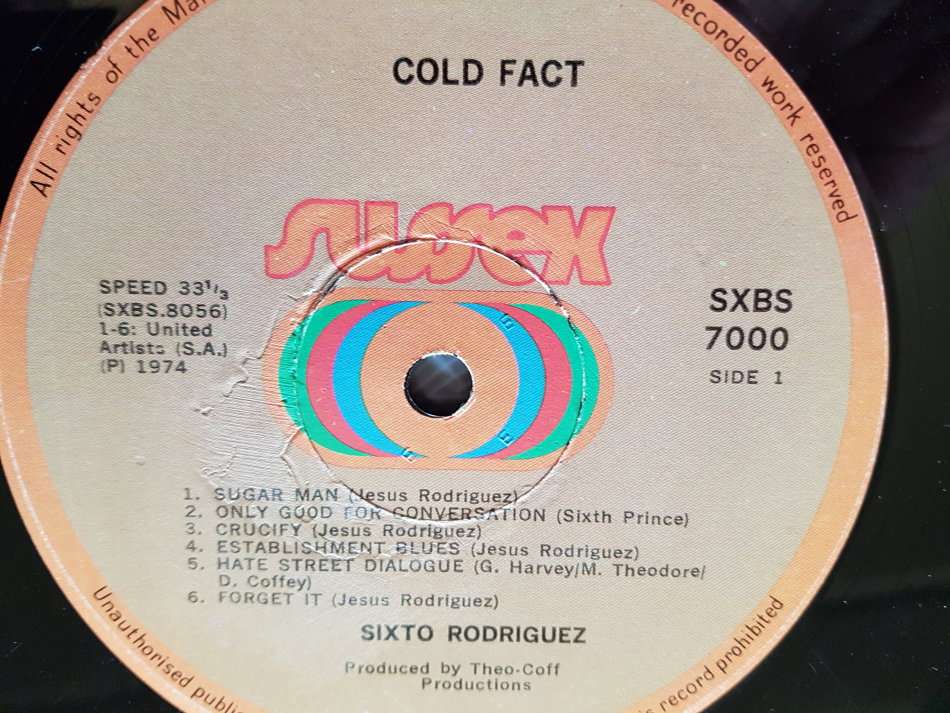 All rights of the
recorded work reserved
COLD FACT
sussex
SPEED 33⅓
(SXBS.8056)
1-6: United
Artists (S.A.)
(P) 1974
SXBS
7000
SIDE 1
1. SUGAR MAN (Jesus Rodriguez)
2. ONLY GOOD FOR CONVERSATION (Sixth Prince)
3. CRUCIFY (Jesus Rodriguez)
4. ESTABLISHMENT BLUES (Jesus Rodriguez)
5. HATE STREET DIALOGUE (G. Harvey/M. Theodore/
D. Coffey)
6. FORGET IT (Jesus Rodriguez)
SIXTO RODRIGUEZ
Produced by Theo-Coff
Productions
Unauthorised
record prohibited